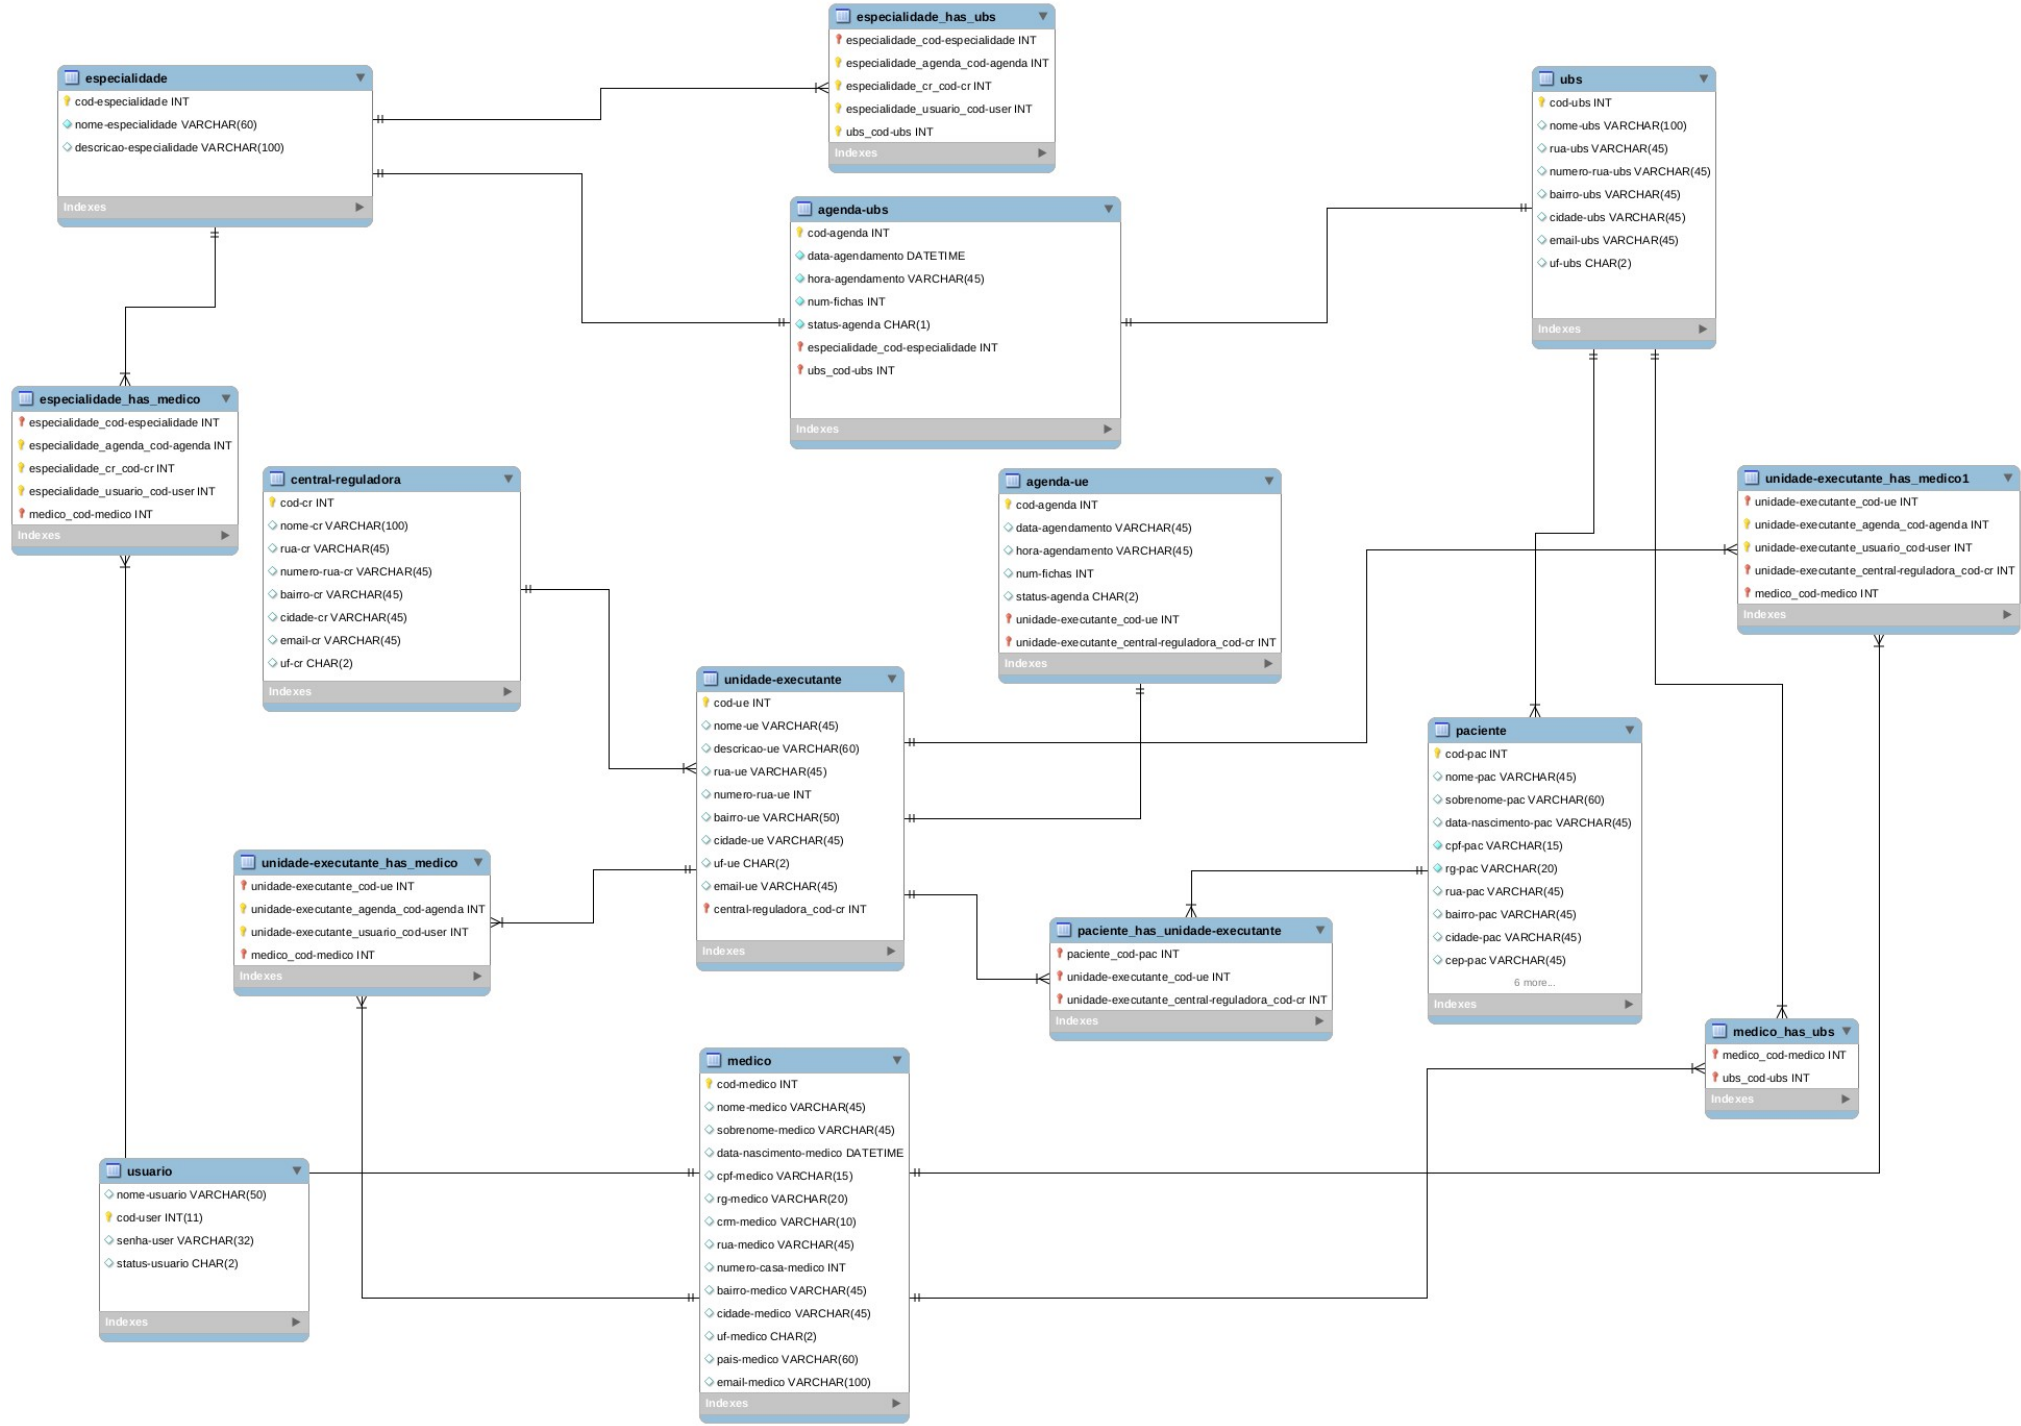 especialidade_has_ubs
especialidade_cod-especialidade INT
especialidade_agenda_cod-agenda INT
especialidade_cr_cod-cr INT
especialidade_usuario_cod-user INT
ubs_cod-ubs INT
Indexes
especialidade
cod-especialidade INT
nome-especialidade VARCHAR(60)
descricao-especialidade VARCHAR(100)
Indexes
ubs
cod-ubs INT
nome-ubs VARCHAR(100)
rua-ubs VARCHAR(45)
numero-rua-ubs VARCHAR(45)
bairro-ubs VARCHAR(45)
cidade-ubs VARCHAR(45)
email-ubs VARCHAR(45)
uf-ubs CHAR(2)
Indexes
agenda-ubs
cod-agenda INT
data-agendamento DATETIME
hora-agendamento VARCHAR(45)
num-fichas INT
status-agenda CHAR(1)
especialidade_cod-especialidade INT
ubs_cod-ubs INT
Indexes
especialidade_has_medico
especialidade_cod-especialidade INT
especialidade_agenda_cod-agenda INT
especialidade_cr_cod-cr INT
especialidade_usuario_cod-user INT
medico_cod-medico INT
Indexes
central-reguladora
cod-cr INT
nome-cr VARCHAR(100)
rua-cr VARCHAR(45)
numero-rua-cr VARCHAR(45)
bairro-cr VARCHAR(45)
cidade-cr VARCHAR(45)
email-cr VARCHAR(45)
uf-cr CHAR(2)
Indexes
agenda-ue
cod-agenda INT
data-agendamento VARCHAR(45)
hora-agendamento VARCHAR(45)
num-fichas INT
status-agenda CHAR(2)
unidade-executante_cod-ue INT
unidade-executante_central-reguladora_cod-cr INT
Indexes
unidade-executante_has_medico1
unidade-executante_cod-ue INT
unidade-executante_agenda_cod-agenda INT
unidade-executante_usuario_cod-user INT
unidade-executante_central-reguladora_cod-cr INT
medico_cod-medico INT
Indexes
unidade-executante
cod-ue INT
nome-ue VARCHAR(45)
descricao-ue VARCHAR(60)
rua-ue VARCHAR(45)
numero-rua-ue INT
bairro-ue VARCHAR(50)
cidade-ue VARCHAR(45)
uf-ue CHAR(2)
email-ue VARCHAR(45)
central-reguladora_cod-cr INT
Indexes
paciente
cod-pac INT
nome-pac VARCHAR(45)
sobrenome-pac VARCHAR(60)
data-nascimento-pac VARCHAR(45)
cpf-pac VARCHAR(15)
rg-pac VARCHAR(20)
rua-pac VARCHAR(45)
bairro-pac VARCHAR(45)
cidade-pac VARCHAR(45)
cep-pac VARCHAR(45)
6 more...
Indexes
unidade-executante_has_medico
unidade-executante_cod-ue INT
unidade-executante_agenda_cod-agenda INT
unidade-executante_usuario_cod-user INT
medico_cod-medico INT
Indexes
paciente_has_unidade-executante
paciente_cod-pac INT
unidade-executante_cod-ue INT
unidade-executante_central-reguladora_cod-cr INT
Indexes
medico_has_ubs
medico_cod-medico INT
ubs_cod-ubs INT
Indexes
medico
cod-medico INT
nome-medico VARCHAR(45)
sobrenome-medico VARCHAR(45)
data-nascimento-medico DATETIME
cpf-medico VARCHAR(15)
rg-medico VARCHAR(20)
crm-medico VARCHAR(10)
rua-medico VARCHAR(45)
numero-casa-medico INT
bairro-medico VARCHAR(45)
cidade-medico VARCHAR(45)
uf-medico CHAR(2)
pais-medico VARCHAR(60)
email-medico VARCHAR(100)
Indexes
usuario
nome-usuario VARCHAR(50)
cod-user INT(11)
senha-user VARCHAR(32)
status-usuario CHAR(2)
Indexes